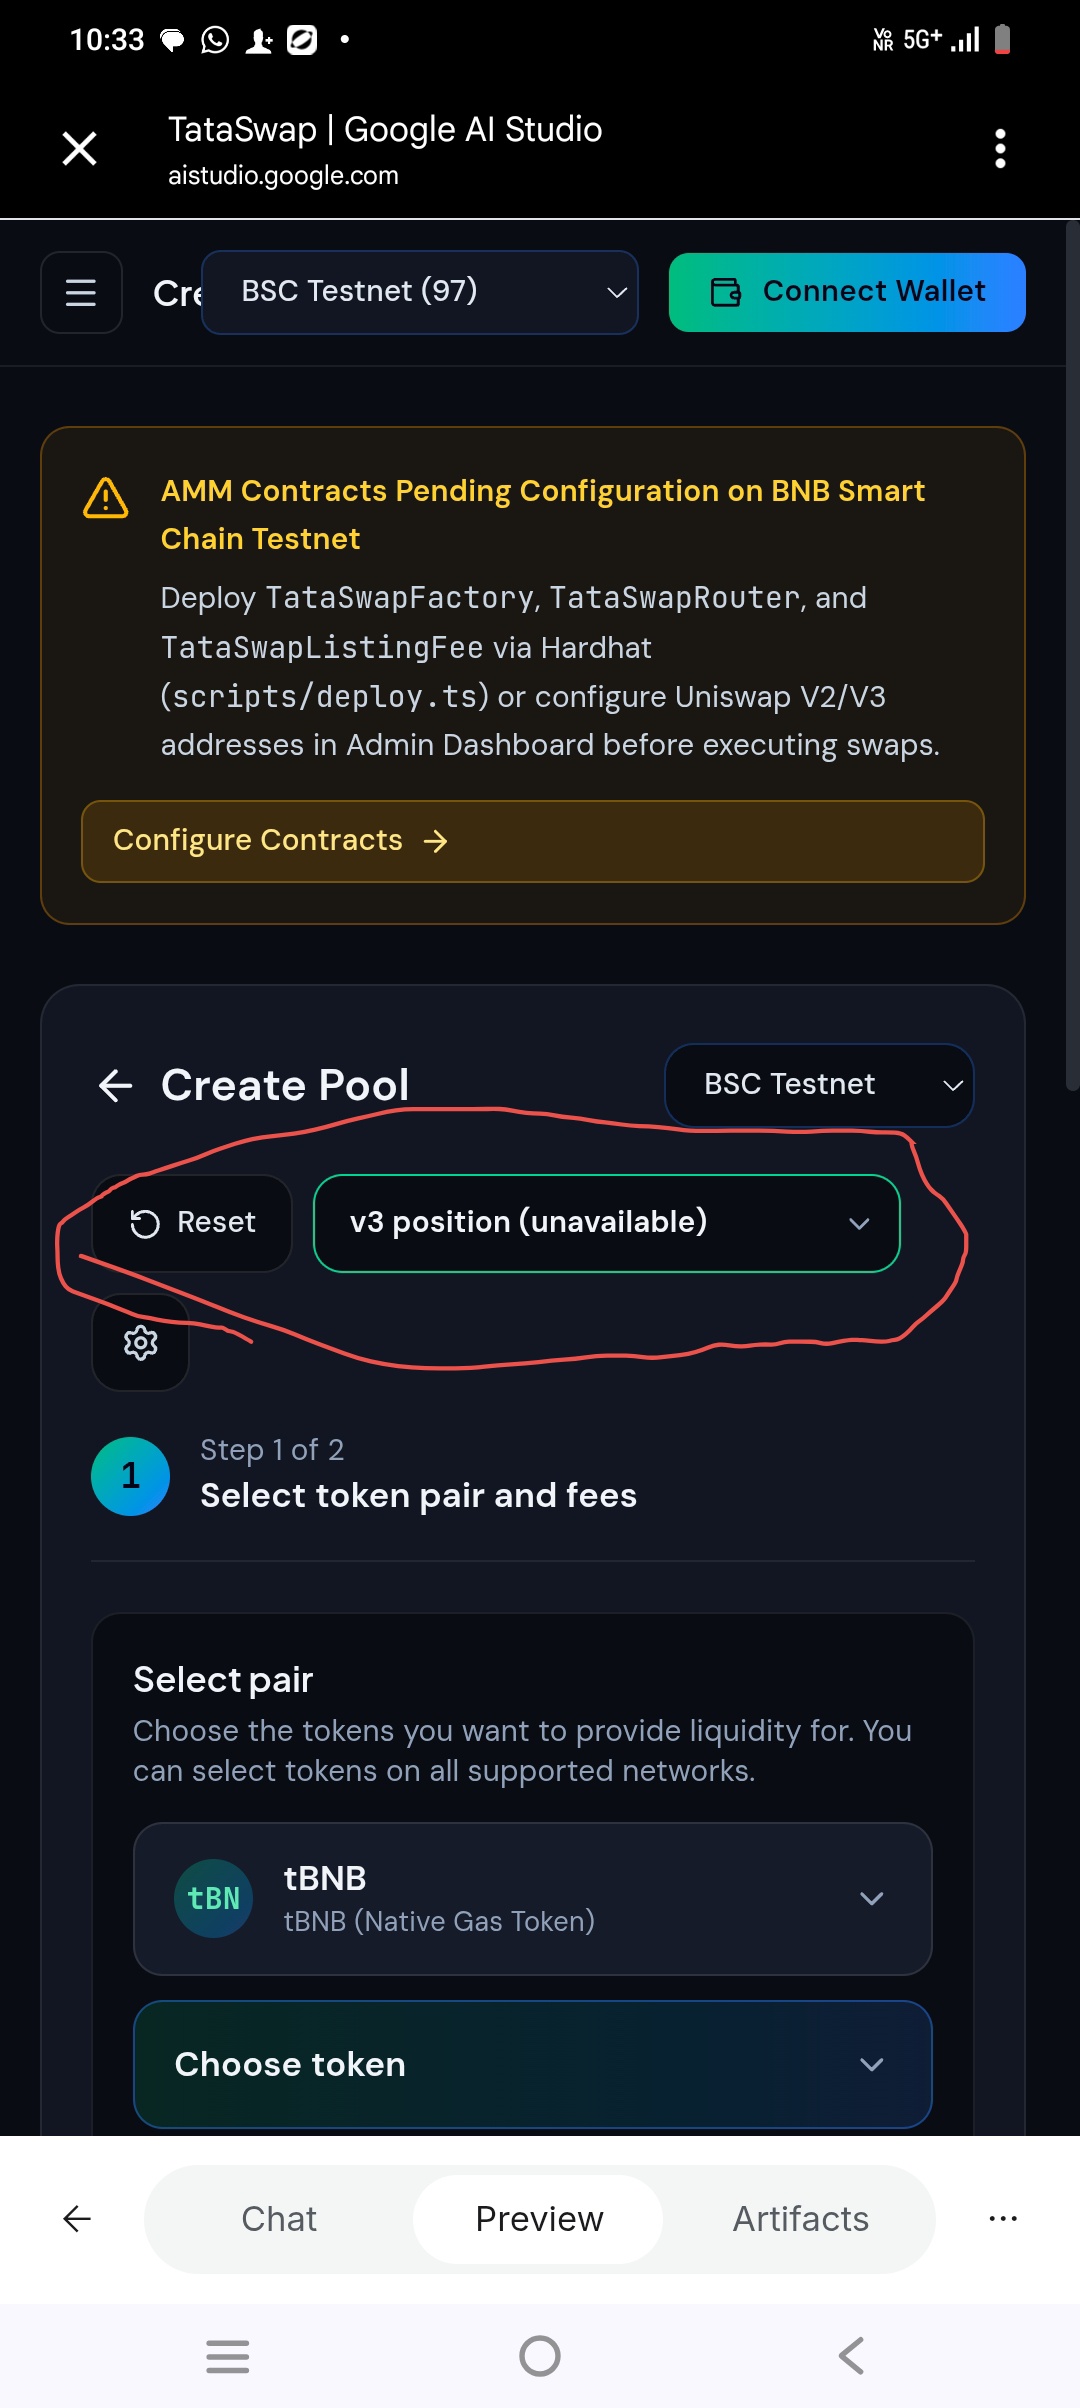 10:33
Vo NR 5G+
TataSwap | Google AI Studio
aistudio.google.com
Cre
BSC Testnet (97)
Connect Wallet
AMM Contracts Pending Configuration on BNB Smart
Chain Testnet
Deploy TataSwapFactory, TataSwapRouter, and
TataSwapListingFee via Hardhat
(scripts/deploy.ts) or configure Uniswap V2/V3
addresses in Admin Dashboard before executing swaps.
Configure Contracts →
Create Pool
BSC Testnet
Reset
v3 position (unavailable)
1
Step 1 of 2
Select token pair and fees
Select pair
Choose the tokens you want to provide liquidity for. You
can select tokens on all supported networks.
tBN
tBNB
tBNB (Native Gas Token)
Choose token
Chat
Preview
Artifacts